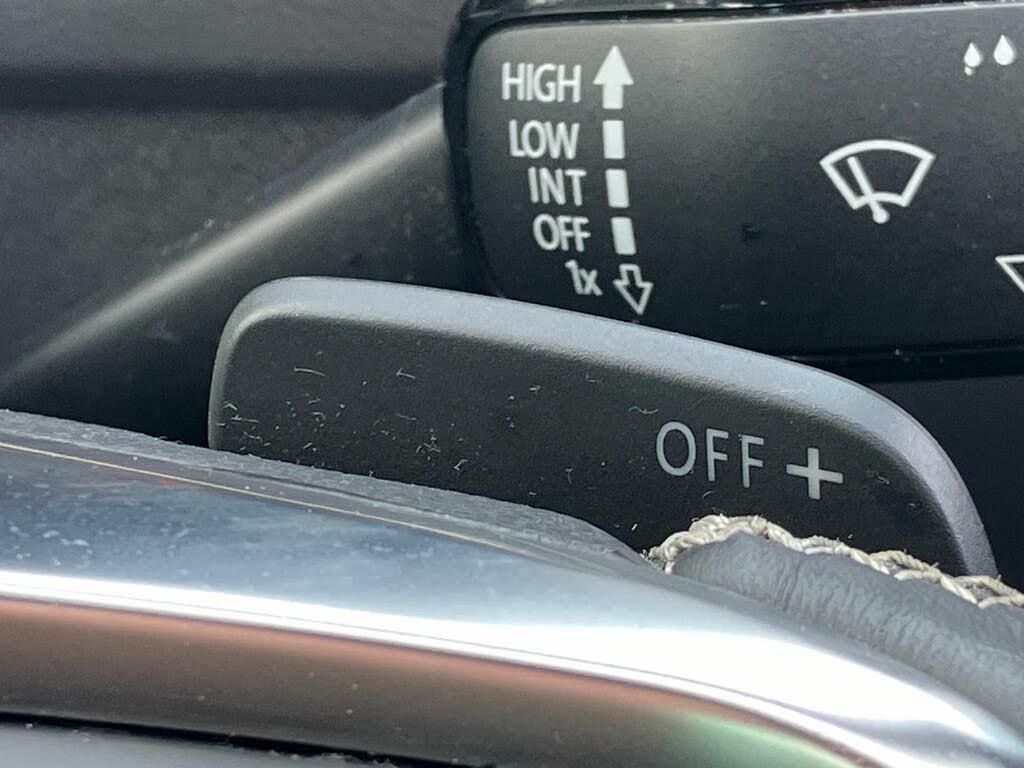 HIGH
LOW
INT
OFF
1x
OFF +